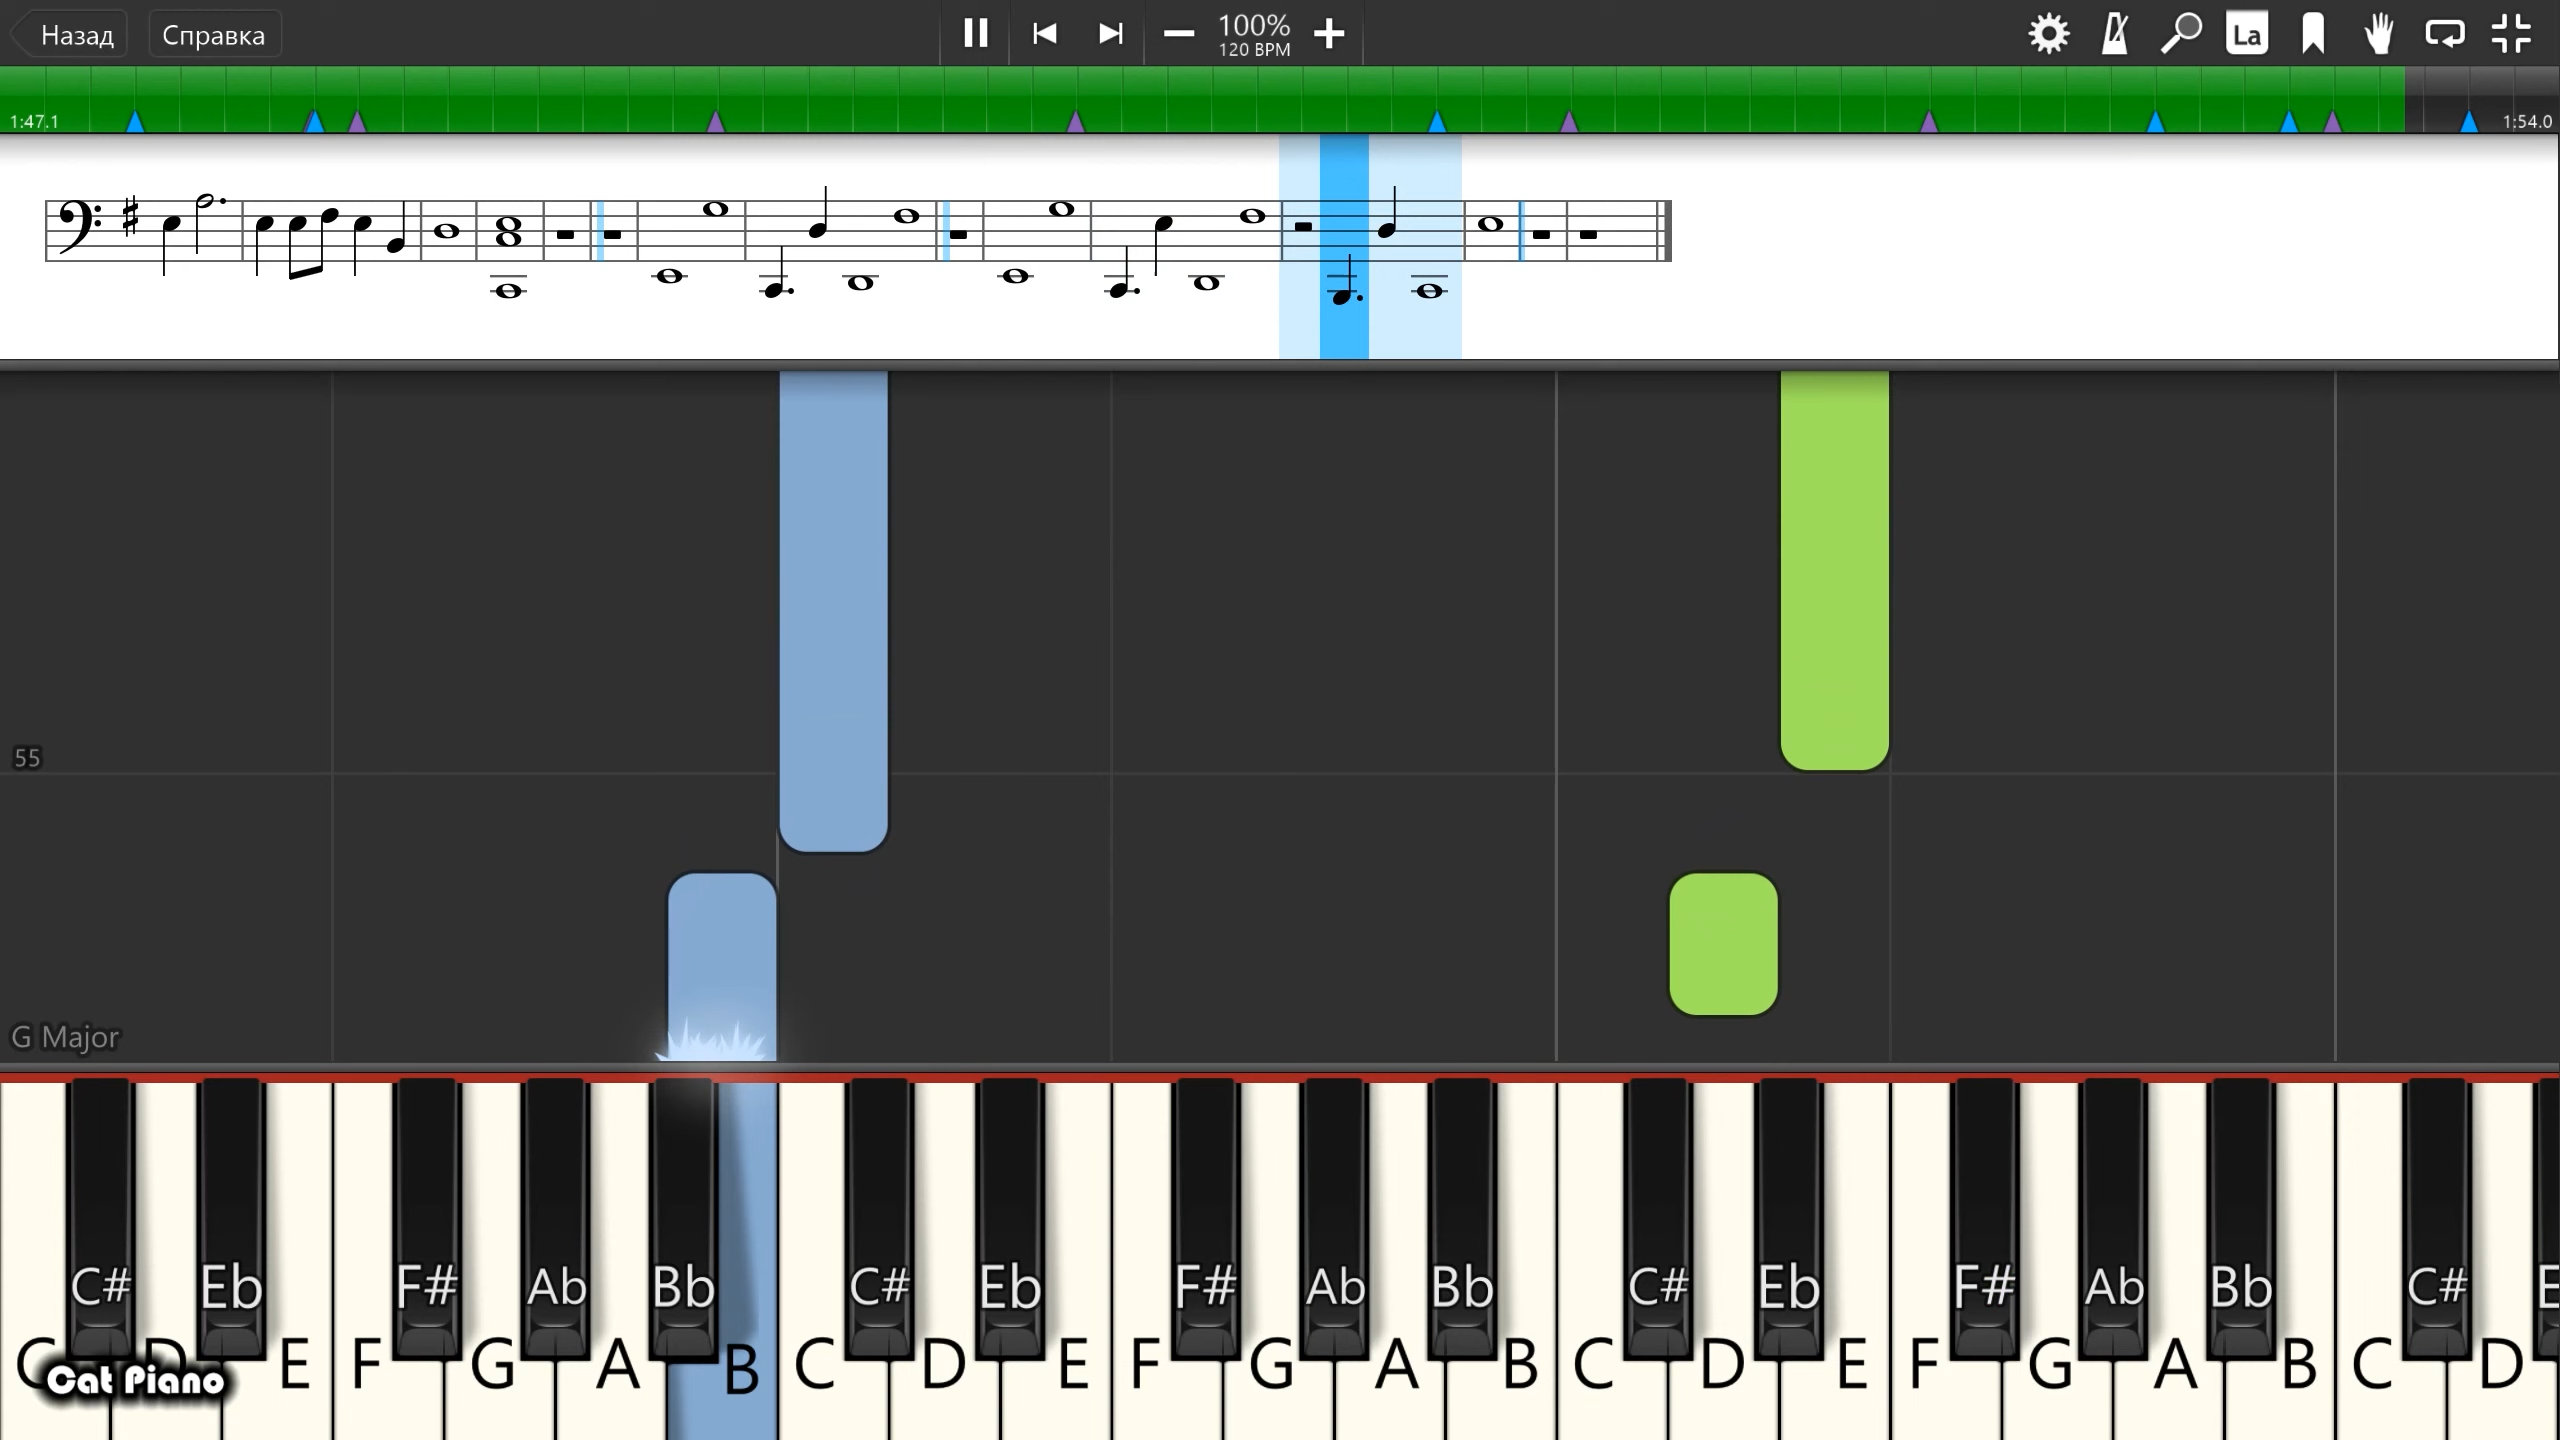 Назад Справка 100% La
120 BPM
1:47.1 1:54.0
55
G Major
C# Eb F# Ab Bb C# Eb F# Ab Bb C# Eb F# Ab Bb C# E
C D E F G A B C D E F G A B C D E F G A B C D
Cat Piano